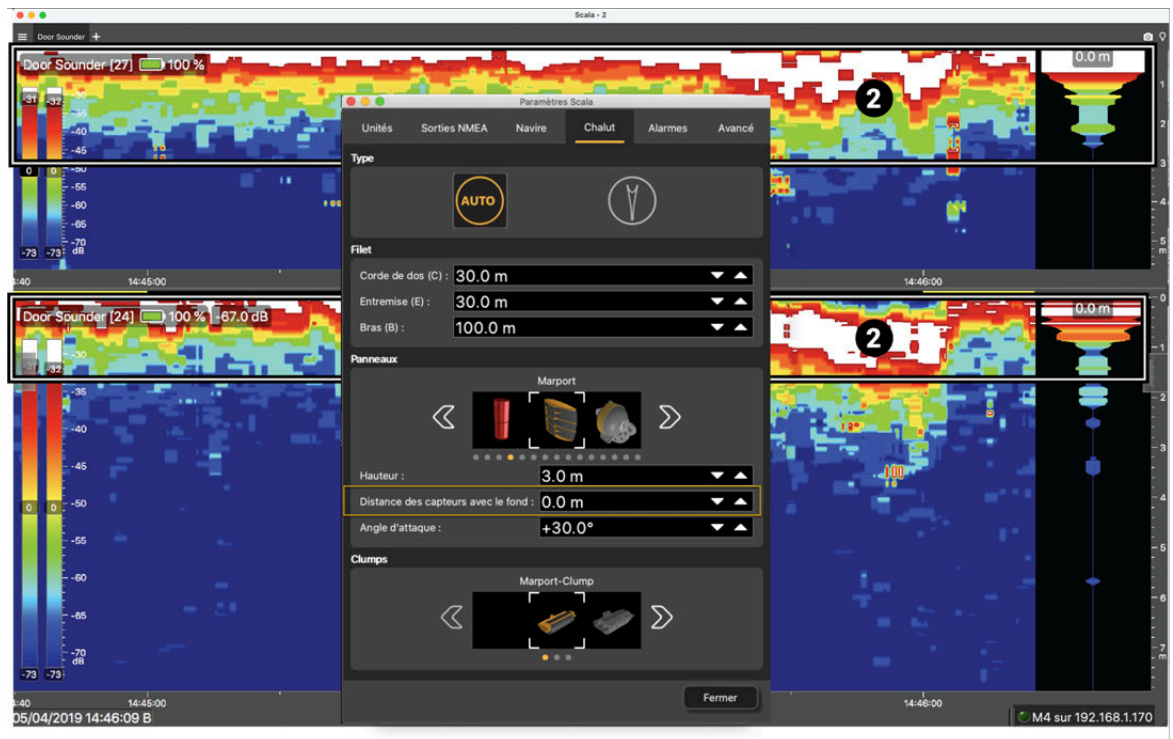 Scala - 2
Door Sounder +
Door Sounder [27] 100 %
0.0 m
-31 -32
-40
-45
-50
0 0
-55
-60
-65
-70
-73 -73 dB
1
2
3
4
5
m
2
:40 14:45:00 14:46:00
Door Sounder [24] 100 % -67.0 dB
0.0 m
-30
-31 -32
-35
-40
-45
-50
0 0
-55
-60
-65
-70
dB
-73 -73
0
1
2
3
4
5
6
7
m
2
100
:40 14:45:00 14:46:00
05/04/2019 14:46:09 B
M4 sur 192.168.1.170
Paramètres Scala
Unités Sorties NMEA Navire Chalut Alarmes Avancé
Type
AUTO
Filet
Corde de dos (C) : 30.0 m
Entremise (E) : 30.0 m
Bras (B) : 100.0 m
Panneaux
Marport
Hauteur : 3.0 m
Distance des capteurs avec le fond : 0.0 m
Angle d'attaque : +30.0°
Clumps
Marport-Clump
Fermer